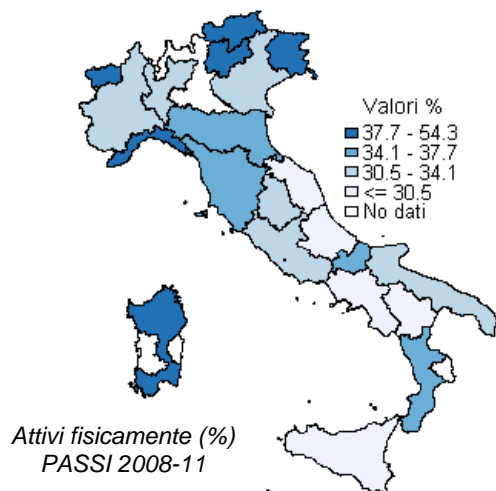 Valori %
37.7 - 54.3
34.1 - 37.7
30.5 - 34.1
<= 30.5
No dati
Attivi fisicamente (%)
PASSI 2008-11